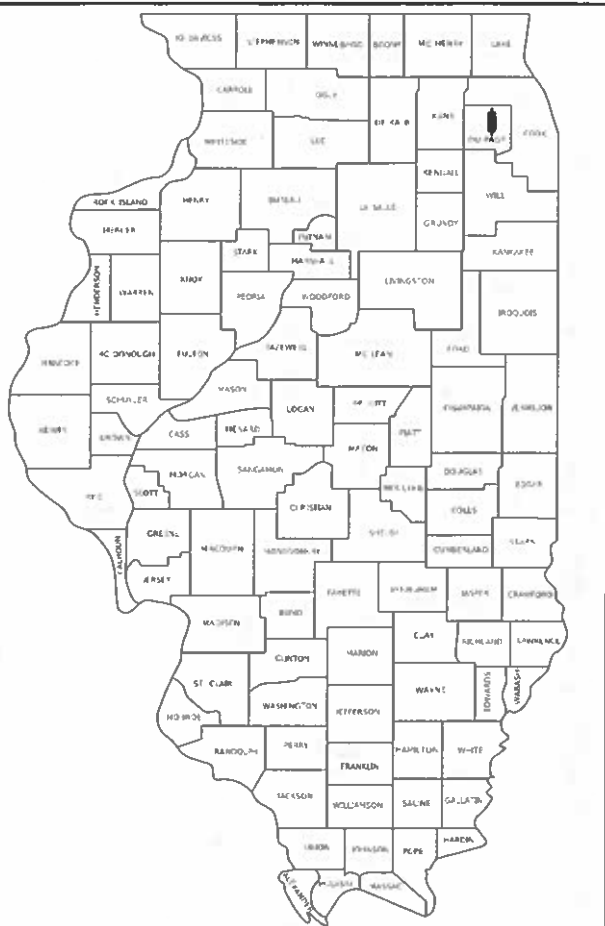 JO DAVIESS STEPHENSON WINNEBAGO BOONE MC HENRY LAKE
CARROLL OGLE
DE KALB KANE DU PAGE COOK
WHITESIDE LEE
KENDALL WILL
ROCK ISLAND HENRY BUREAU LA SALLE
GRUNDY
MERCER PUTNAM
STARK KANKAKEE
MARSHALL
HENDERSON WARREN KNOX LIVINGSTON
PEORIA WOODFORD
IROQUOIS
TAZEWELL FORD
HANCOCK MC DONOUGH FULTON MC LEAN
MASON
SCHUYLER LOGAN DE WITT CHAMPAIGN VERMILION
ADAMS BROWN CASS MENARD PIATT
MACON
MORGAN SANGAMON DOUGLAS
PIKE SCOTT MOULTRIE EDGAR
CHRISTIAN COLES
GREENE SHELBY
CALHOUN MACOUPIN MONTGOMERY CUMBERLAND CLARK
JERSEY
FAYETTE EFFINGHAM JASPER CRAWFORD
BOND
MADISON CLAY RICHLAND LAWRENCE
CLINTON MARION
ST. CLAIR WAYNE EDWARDS WABASH
WASHINGTON JEFFERSON
MONROE
RANDOLPH PERRY HAMILTON WHITE
FRANKLIN
JACKSON WILLIAMSON SALINE GALLATIN
UNION JOHNSON POPE HARDIN
ALEXANDER PULASKI MASSAC